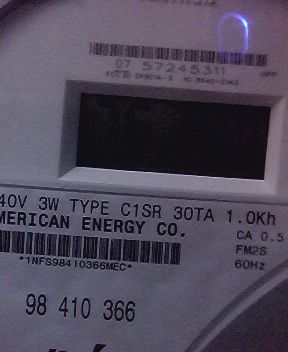 07 57245311
40V 3W TYPE C1SR 30TA 1.0Kh
MERICAN ENERGY CO.
CA 0.5
FM2S
60Hz
*1NFS98410366MEC*
98 410 366